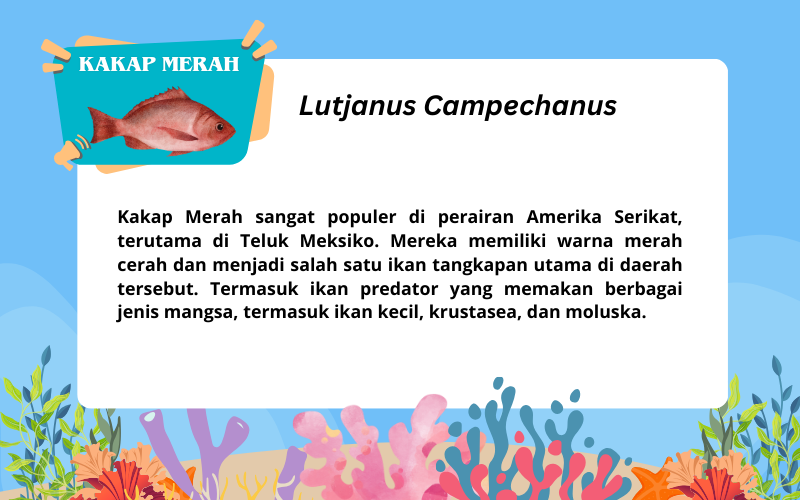 KAKAP MERAH
Lutjanus Campechanus
Kakap Merah sangat populer di perairan Amerika Serikat,
terutama di Teluk Meksiko. Mereka memiliki warna merah
cerah dan menjadi salah satu ikan tangkapan utama di daerah
tersebut. Termasuk ikan predator yang memakan berbagai
jenis mangsa, termasuk ikan kecil, krustasea, dan moluska.